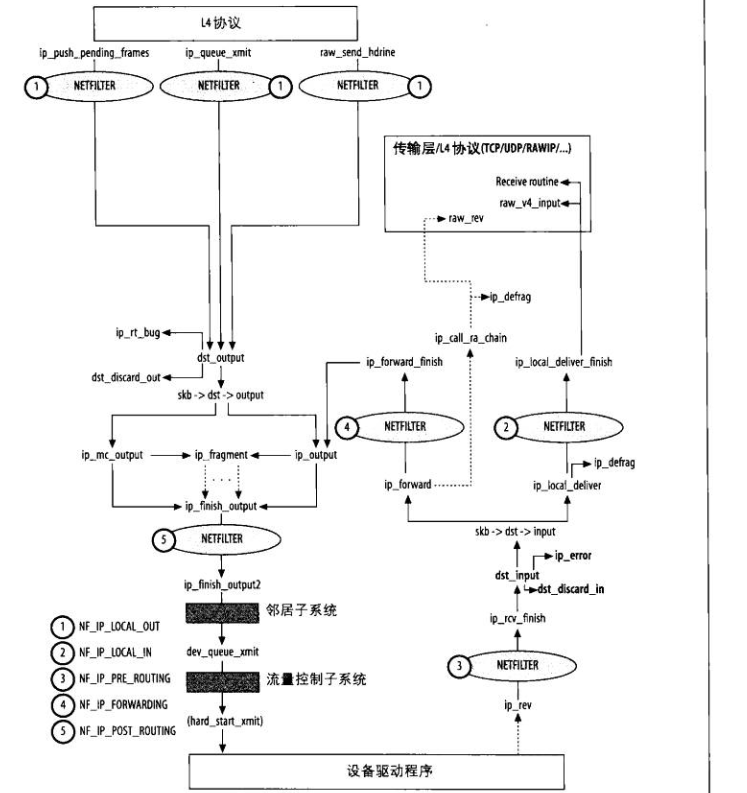 L4协议
ip_push_pending_frames
ip_queue_xmit
raw_send_hdrine
1
NETFILTER
NETFILTER
1
NETFILTER
1
传输层/L4 协议(TCP/UDP/RAWIP/...)
Receive routine
raw_v4_input
raw_rev
ip_defrag
ip_rt_bug
ip_call_ra_chain
dst_output
ip_forward_finish
ip_local_deliver_finish
dst_discard_out
skb -> dst -> output
4
NETFILTER
2
NETFILTER
ip_mc_output
ip_fragment
ip_output
ip_defrag
...
ip_forward
ip_local_deliver
ip_finish_output
skb -> dst -> input
5
NETFILTER
ip_error
dst_input
ip_finish_output2
dst_discard_in
邻居子系统
ip_rcv_finish
1 NF_IP_LOCAL_OUT
2 NF_IP_LOCAL_IN
dev_queue_xmit
3
NETFILTER
3 NF_IP_PRE_ROUTING
流量控制子系统
4 NF_IP_FORWARDING
ip_rev
(hard_start_xmit)
5 NF_IP_POST_ROUTING
设备驱动程序